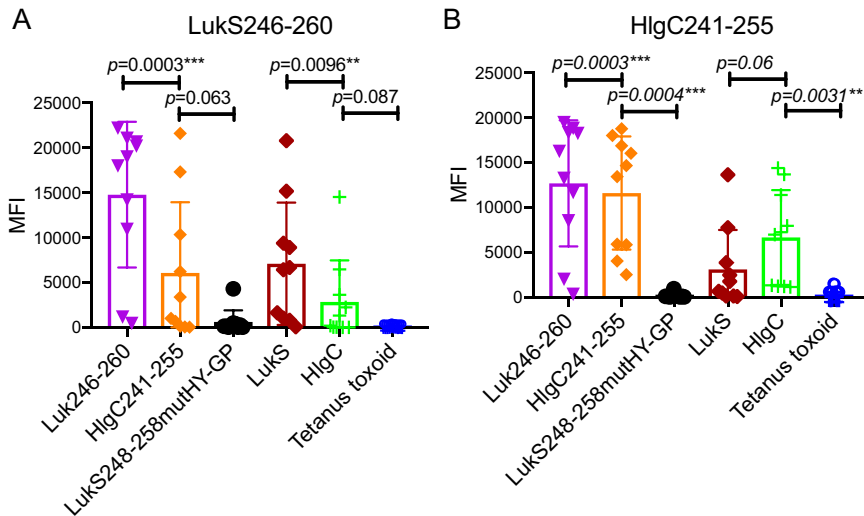 A
LukS246-260
p=0.0003***
p=0.0096**
p=0.063
p=0.087
25000
20000
15000
10000
5000
0
MFI
Luk246-260
HlgC241-255
LukS248-258mutHY-GP
LukS
HlgC
Tetanus toxoid
B
HlgC241-255
p=0.0003***
p=0.06
p=0.0004***
p=0.0031**
25000
20000
15000
10000
5000
0
MFI
Luk246-260
HlgC241-255
LukS248-258mutHY-GP
LukS
HlgC
Tetanus toxoid